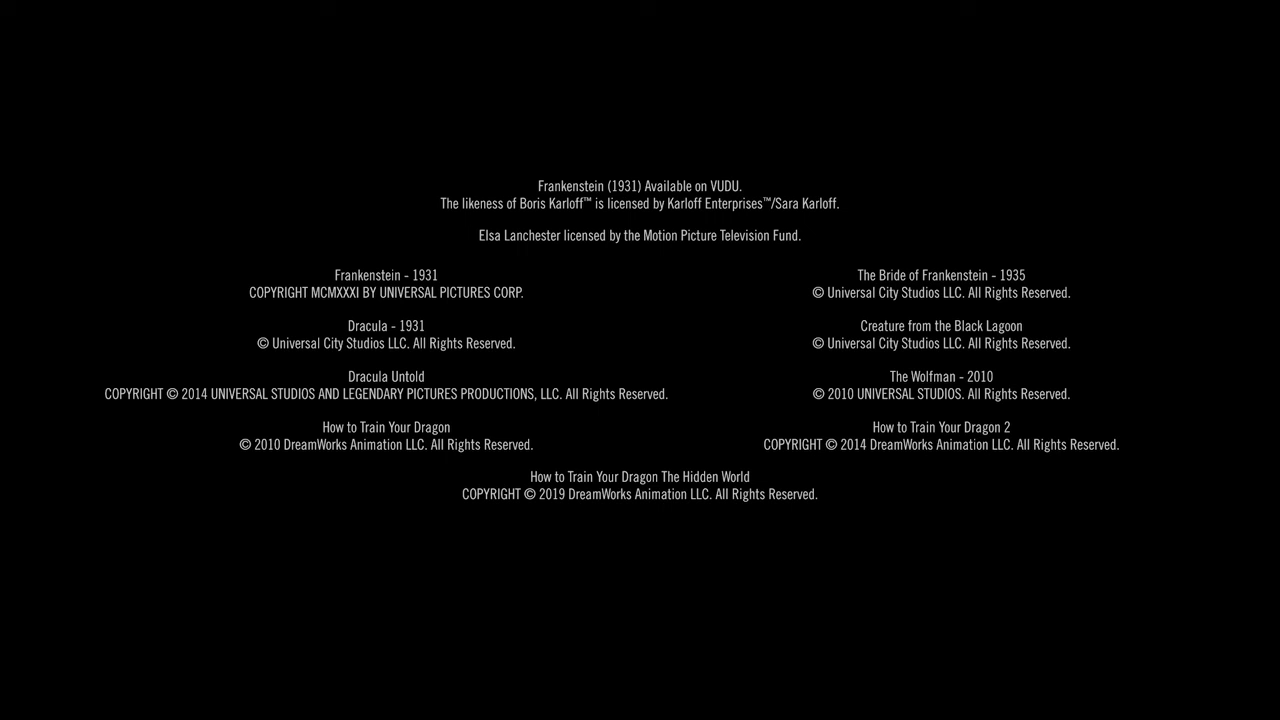 Frankenstein (1931) Available on VUDU.
The likeness of Boris Karloff™ is licensed by Karloff Enterprises™/Sara Karloff.
Elsa Lanchester licensed by the Motion Picture Television Fund.
Frankenstein - 1931
COPYRIGHT MCMXXXI BY UNIVERSAL PICTURES CORP.
The Bride of Frankenstein - 1935
© Universal City Studios LLC. All Rights Reserved.
Dracula - 1931
© Universal City Studios LLC. All Rights Reserved.
Creature from the Black Lagoon
© Universal City Studios LLC. All Rights Reserved.
Dracula Untold
COPYRIGHT © 2014 UNIVERSAL STUDIOS AND LEGENDARY PICTURES PRODUCTIONS, LLC. All Rights Reserved.
The Wolfman - 2010
© 2010 UNIVERSAL STUDIOS. All Rights Reserved.
How to Train Your Dragon
© 2010 DreamWorks Animation LLC. All Rights Reserved.
How to Train Your Dragon 2
COPYRIGHT © 2014 DreamWorks Animation LLC. All Rights Reserved.
How to Train Your Dragon The Hidden World
COPYRIGHT © 2019 DreamWorks Animation LLC. All Rights Reserved.